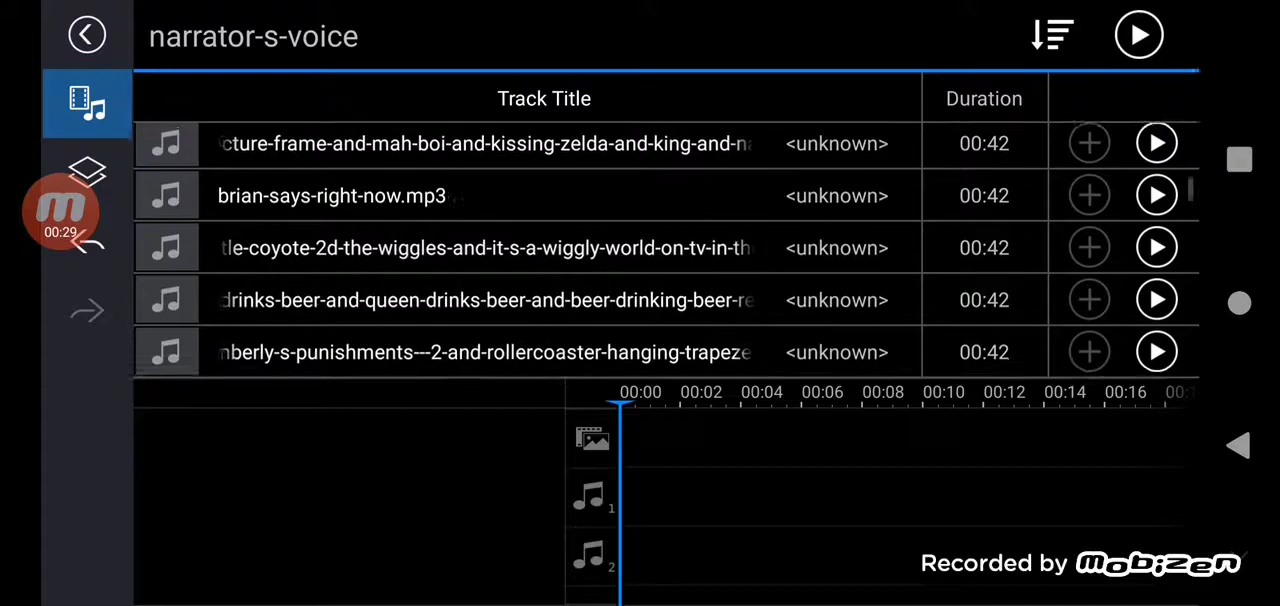 narrator-s-voice
Track Title Duration
cture-frame-and-mah-boi-and-kissing-zelda-and-king-and-na <unknown> 00:42
brian-says-right-now.mp3 <unknown> 00:42
tle-coyote-2d-the-wiggles-and-it-s-a-wiggly-world-on-tv-in-th <unknown> 00:42
drinks-beer-and-queen-drinks-beer-and-beer-drinking-beer-re <unknown> 00:42
mberly-s-punishments---2-and-rollercoaster-hanging-trapeze <unknown> 00:42
00:29
00:00 00:02 00:04 00:06 00:08 00:10 00:12 00:14 00:16
1
2
Recorded by mobizen